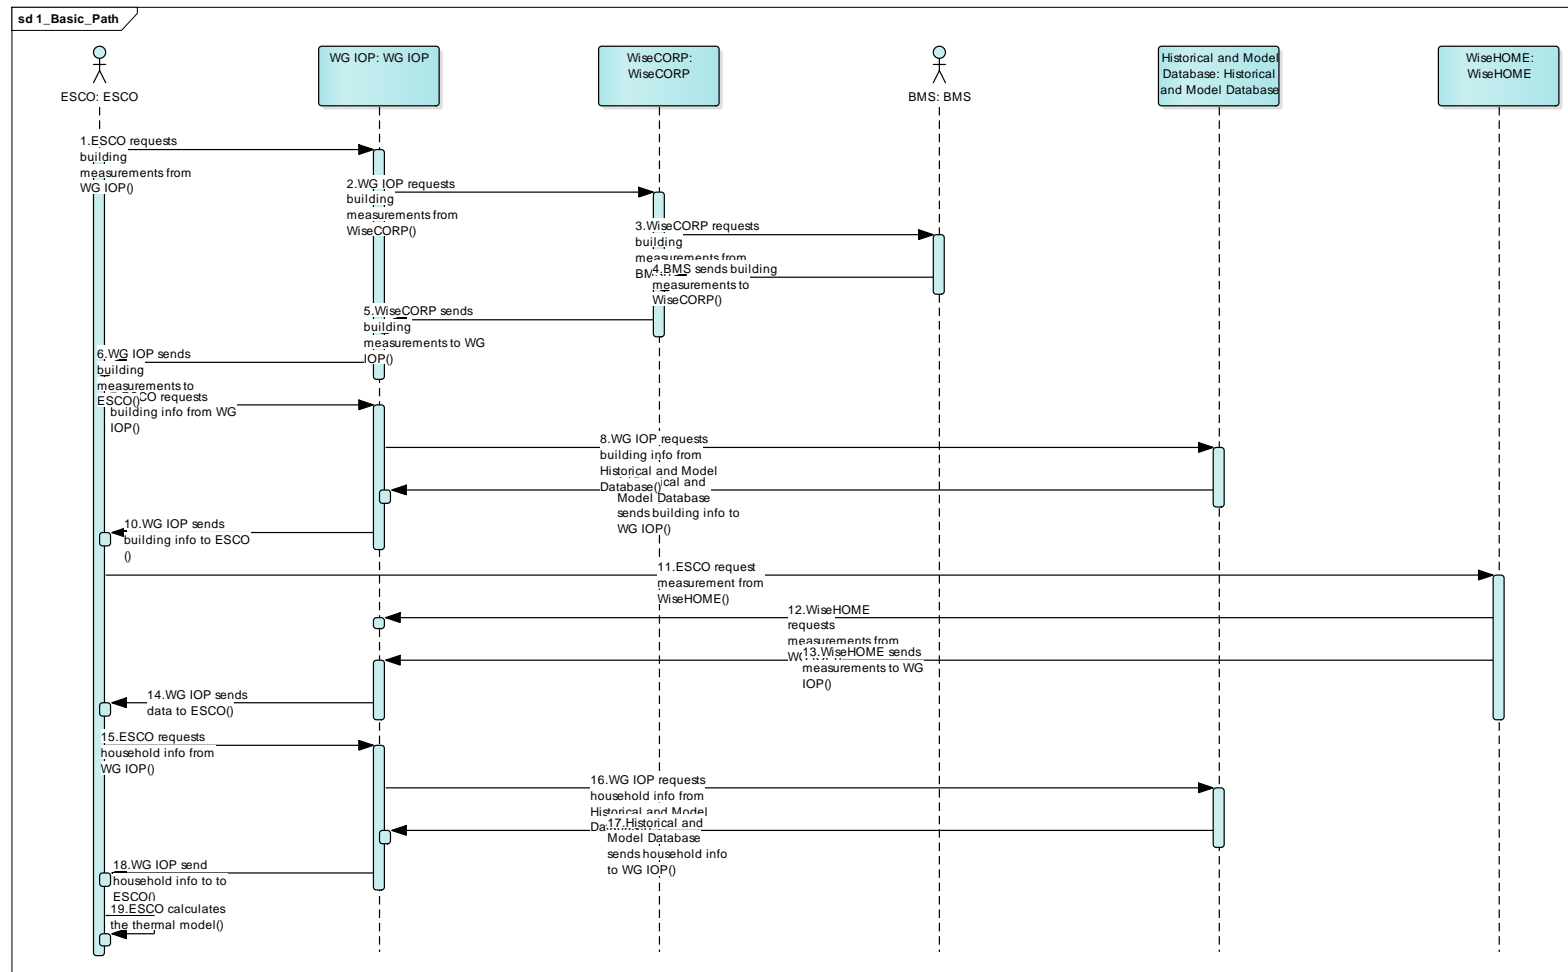 sd 1_Basic_Path
ESCO: ESCO
WG IOP: WG IOP
WiseCORP:
WiseCORP
BMS: BMS
Historical and Model
Database: Historical
and Model Database
WiseHOME:
WiseHOME
1.ESCO requests
building
measurements from
WG IOP()
2.WG IOP requests
building
measurements from
WiseCORP()
3.WiseCORP requests
building
measurements from
4.BMS sends building
measurements to
WiseCORP()
5.WiseCORP sends
building
measurements to WG
IOP()
6.WG IOP sends
building
measurements to
ESCO()
requests
building info from WG
IOP()
8.WG IOP requests
building info from
Historical and Model
Database()
and
Model Database
sends building info to
WG IOP()
10.WG IOP sends
building info to ESCO
()
11.ESCO request
measurement from
WiseHOME()
12.WiseHOME
requests
measurements from
13.WiseHOME sends
measurements to WG
IOP()
14.WG IOP sends
data to ESCO()
15.ESCO requests
household info from
WG IOP()
16.WG IOP requests
household info from
Historical and Model
17.Historical and
Model Database
sends household info
to WG IOP()
18.WG IOP send
household info to to
ESCO()
19.ESCO calculates
the thermal model()